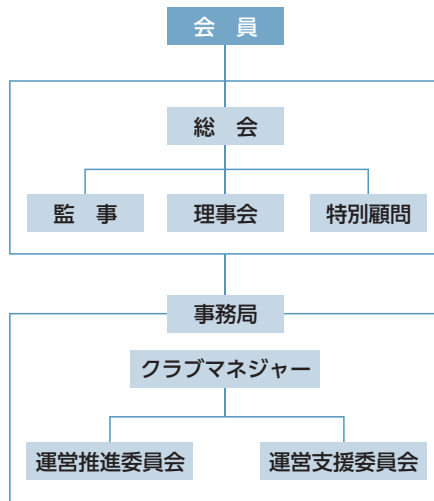 会　員
総　会
監　事
理事会
特別顧問
事務局
クラブマネジャー
運営推進委員会
運営支援委員会